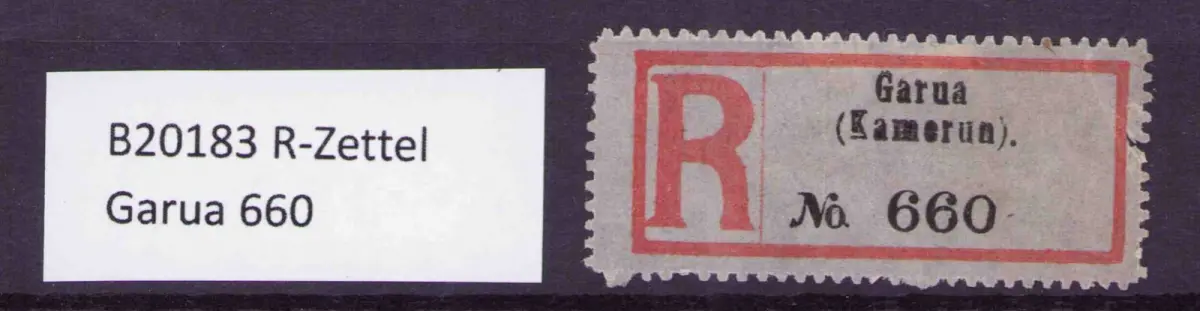 B20183 R-Zettel
Garua 660
R
Garua
(Kamerun).
No. 660